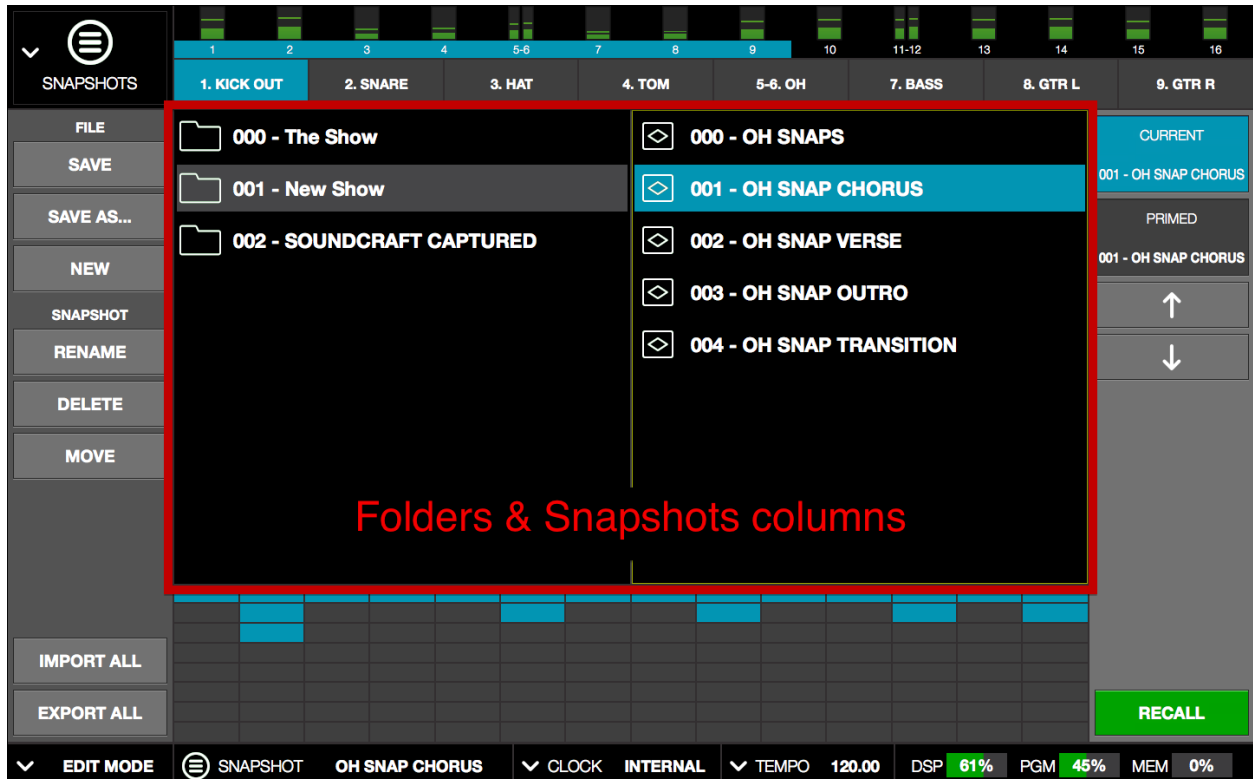 SNAPSHOTS
1 2 3 4 5-6 7 8 9 10 11-12 13 14 15 16
1. KICK OUT 2. SNARE 3. HAT 4. TOM 5-6. OH 7. BASS 8. GTR L 9. GTR R
FILE
SAVE
SAVE AS...
NEW
SNAPSHOT
RENAME
DELETE
MOVE
IMPORT ALL
EXPORT ALL
000 - The Show
001 - New Show
002 - SOUNDCRAFT CAPTURED
000 - OH SNAPS
001 - OH SNAP CHORUS
002 - OH SNAP VERSE
003 - OH SNAP OUTRO
004 - OH SNAP TRANSITION
Folders & Snapshots columns
CURRENT
001 - OH SNAP CHORUS
PRIMED
001 - OH SNAP CHORUS
RECALL
EDIT MODE SNAPSHOT OH SNAP CHORUS CLOCK INTERNAL TEMPO 120.00 DSP 61% PGM 45% MEM 0%